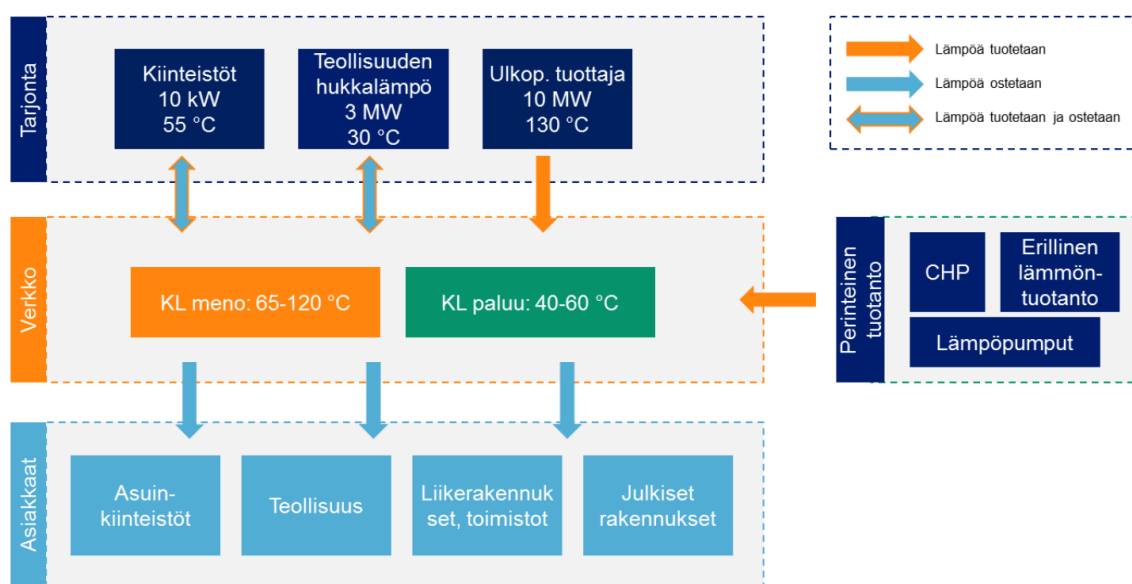 Tarjonta
Kiinteistöt
10 kW
55 °C
Teollisuuden
hukkalämpö
3 MW
30 °C
Ulkop. tuottaja
10 MW
130 °C
Lämpöä tuotetaan
Lämpöä ostetaan
Lämpöä tuotetaan ja ostetaan
Verkko
KL meno: 65-120 °C
KL paluu: 40-60 °C
Perinteinen
tuotanto
CHP
Erillinen
lämmön-
tuotanto
Lämpöpumput
Asiakkaat
Asuin-
kiinteistöt
Teollisuus
Liikerakennuk
set, toimistot
Julkiset
rakennukset